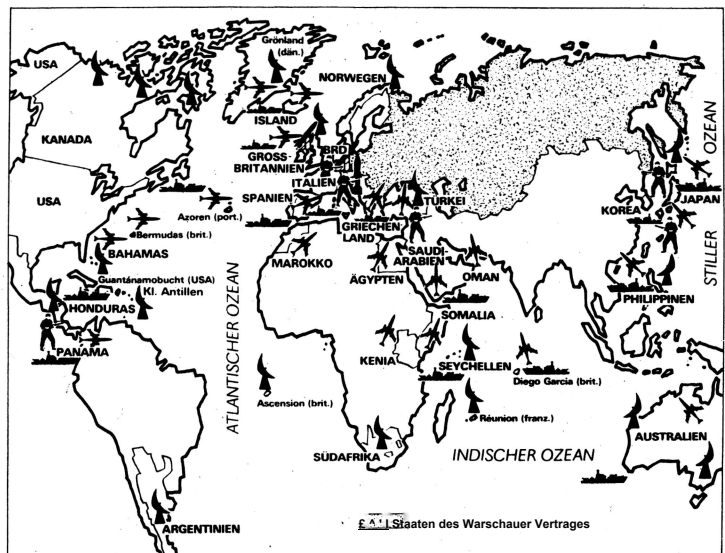 Grönland
(dän.)
USA
NORWEGEN
ISLAND
KANADA
GROSS-
BRITANNIEN
BRD
ITALIEN
USA
SPANIEN
TÜRKEI
Azoren (port.)
GRIECHEN
LAND
KOREA
JAPAN
STILLER OZEAN
Bermudas (brit.)
BAHAMAS
MAROKKO
ÄGYPTEN
SAUDI-
ARABIEN
OMAN
Guantánamobucht (USA)
Kl. Antillen
HONDURAS
PHILIPPINEN
SOMALIA
PANAMA
KENIA
SEYCHELLEN
Diego Garcia (brit.)
ATLANTISCHER OZEAN
Ascension (brit.)
Réunion (franz.)
AUSTRALIEN
SÜDAFRIKA
INDISCHER OZEAN
ARGENTINIEN
Staaten des Warschauer Vertrages